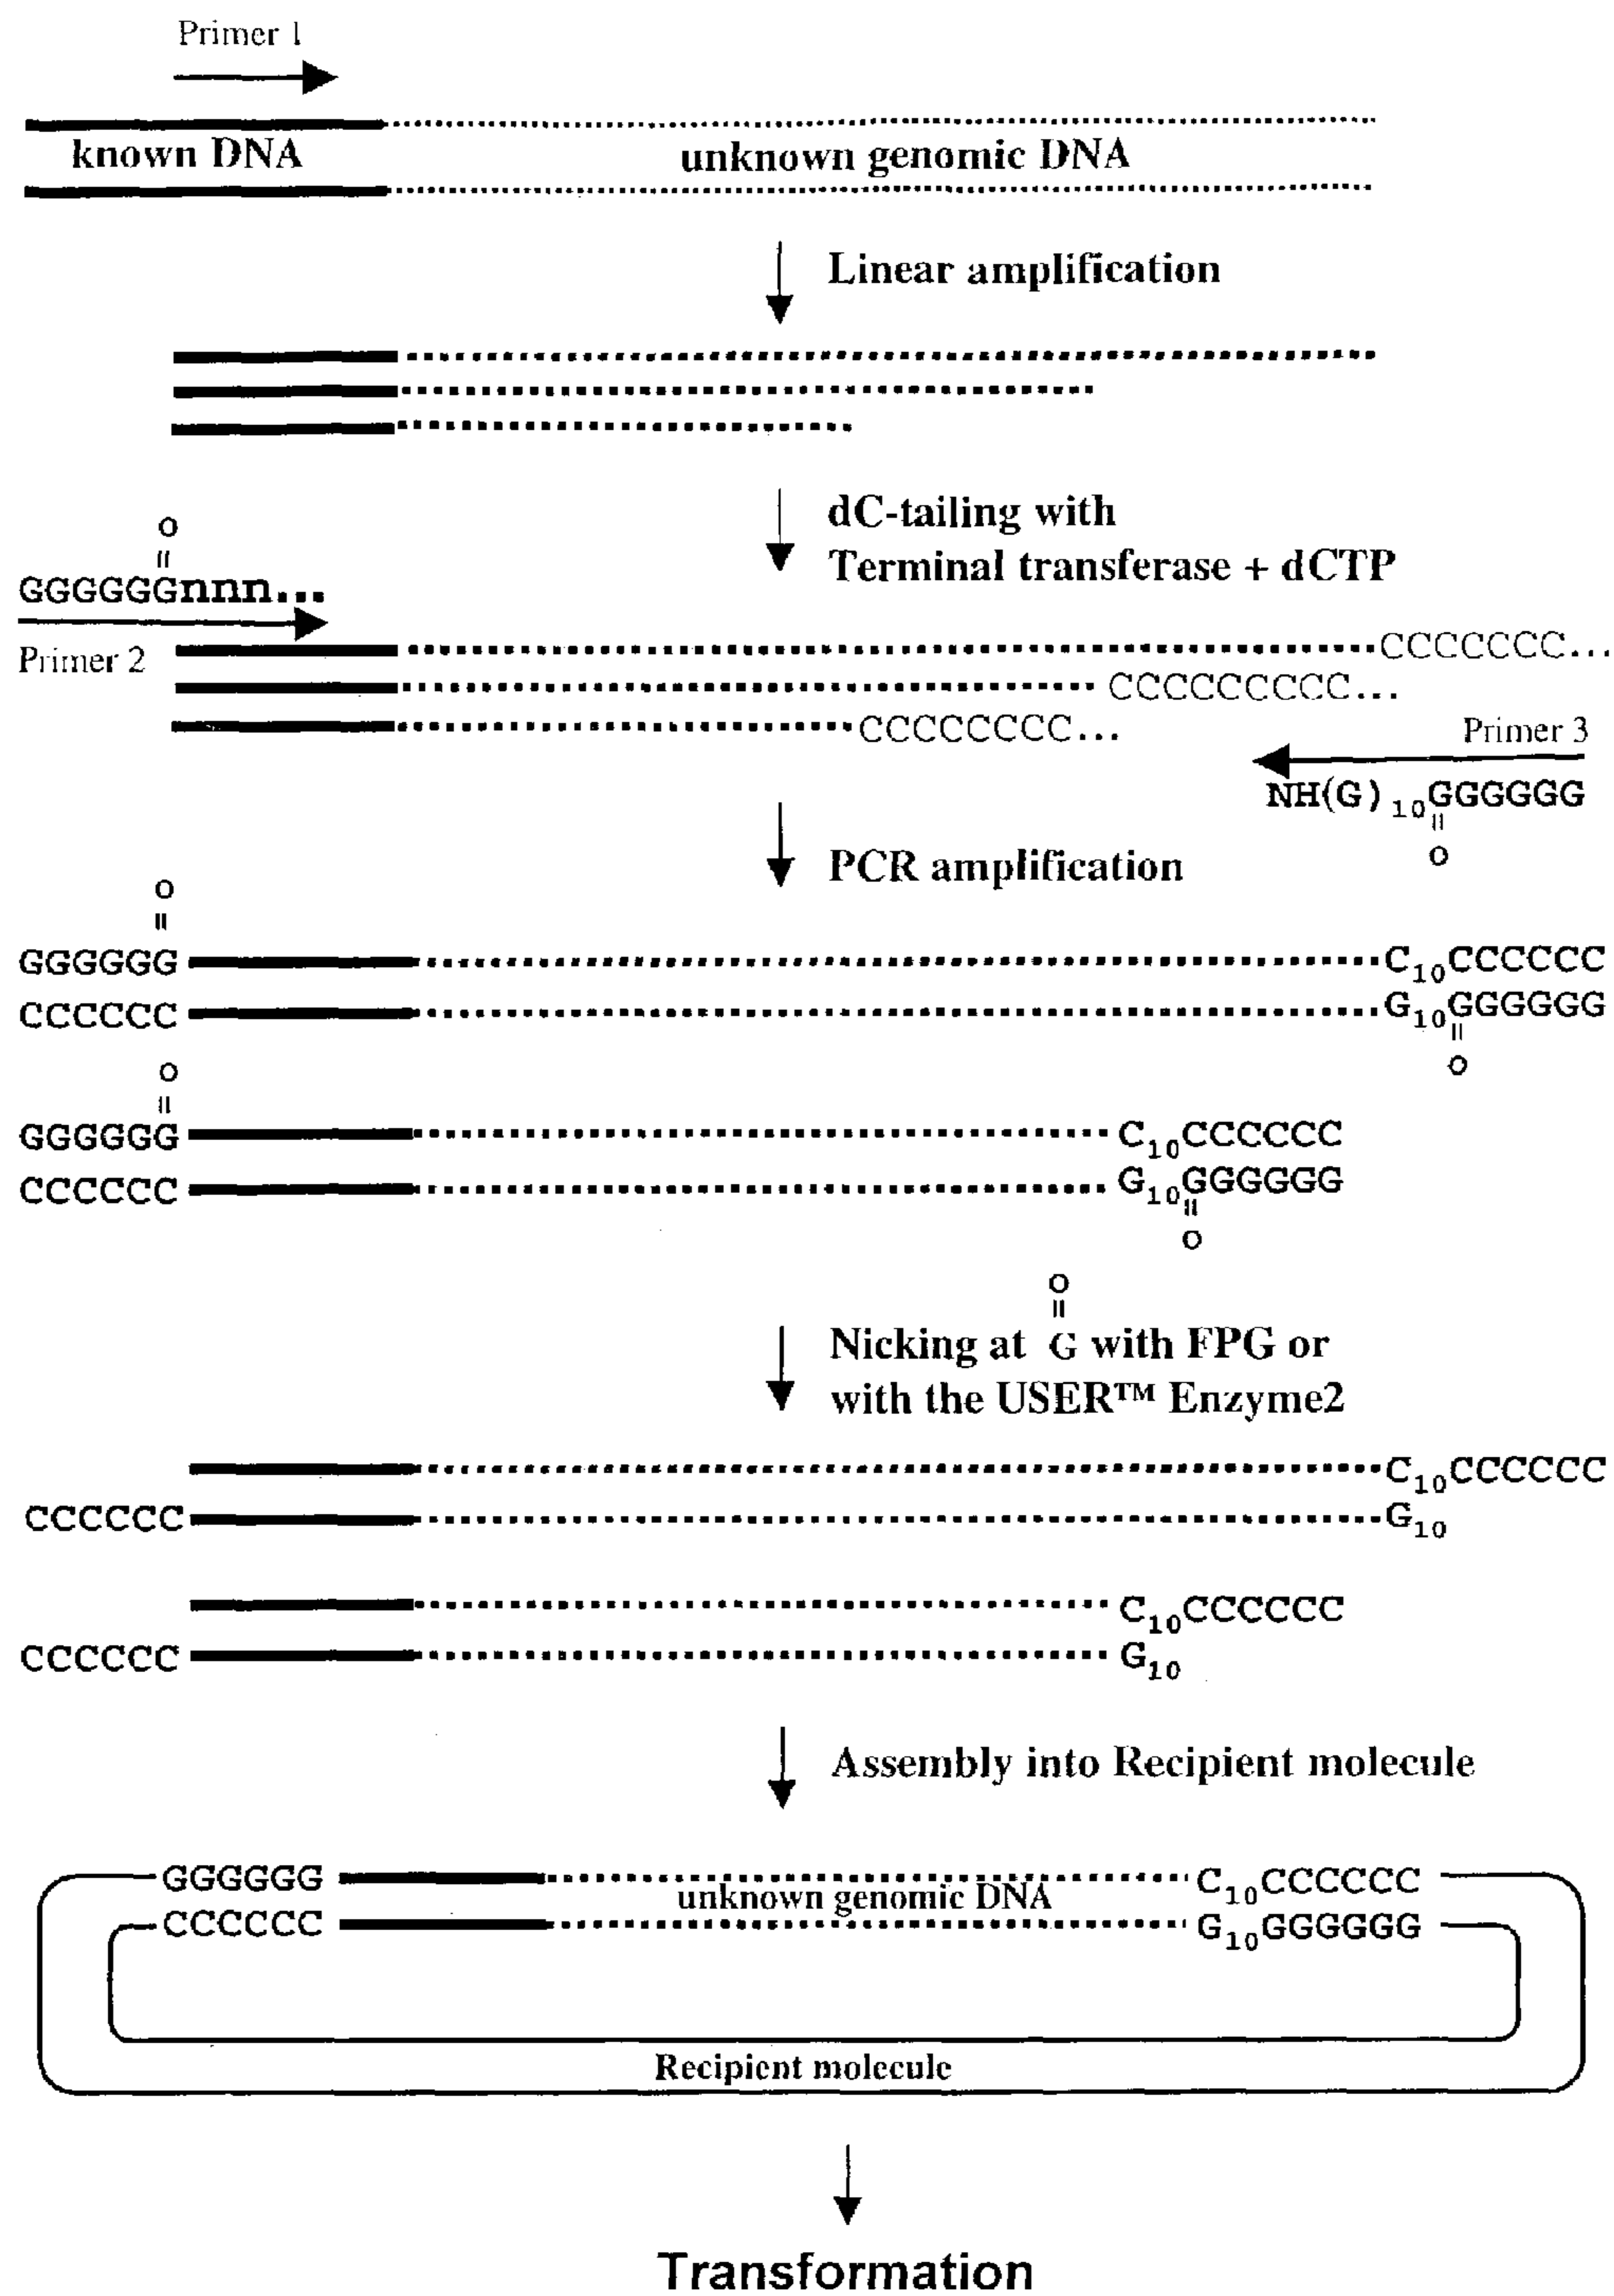 Primer 1
known DNA
unknown genomic DNA
Linear amplification
dC-tailing with
Terminal transferase + dCTP
O
=
GGGGGGnnn...
Primer 2
CCCCCCC...
CCCCCCCCC...
CCCCCCCC...
Primer 3
NH(G)10GGGGGG
=
O
PCR amplification
O
=
GGGGGG
C10CCCCCC
CCCCCC
G10GGGGGG
=
O
O
=
GGGGGG
C10CCCCCC
CCCCCC
G10GGGGGG
=
O
O
=
Nicking at G with FPG or
with the USER™ Enzyme2
C10CCCCCC
CCCCCC
G10
C10CCCCCC
CCCCCC
G10
Assembly into Recipient molecule
GGGGGG
C10CCCCCC
unknown genomic DNA
CCCCCC
G10GGGGGG
Recipient molecule
Transformation